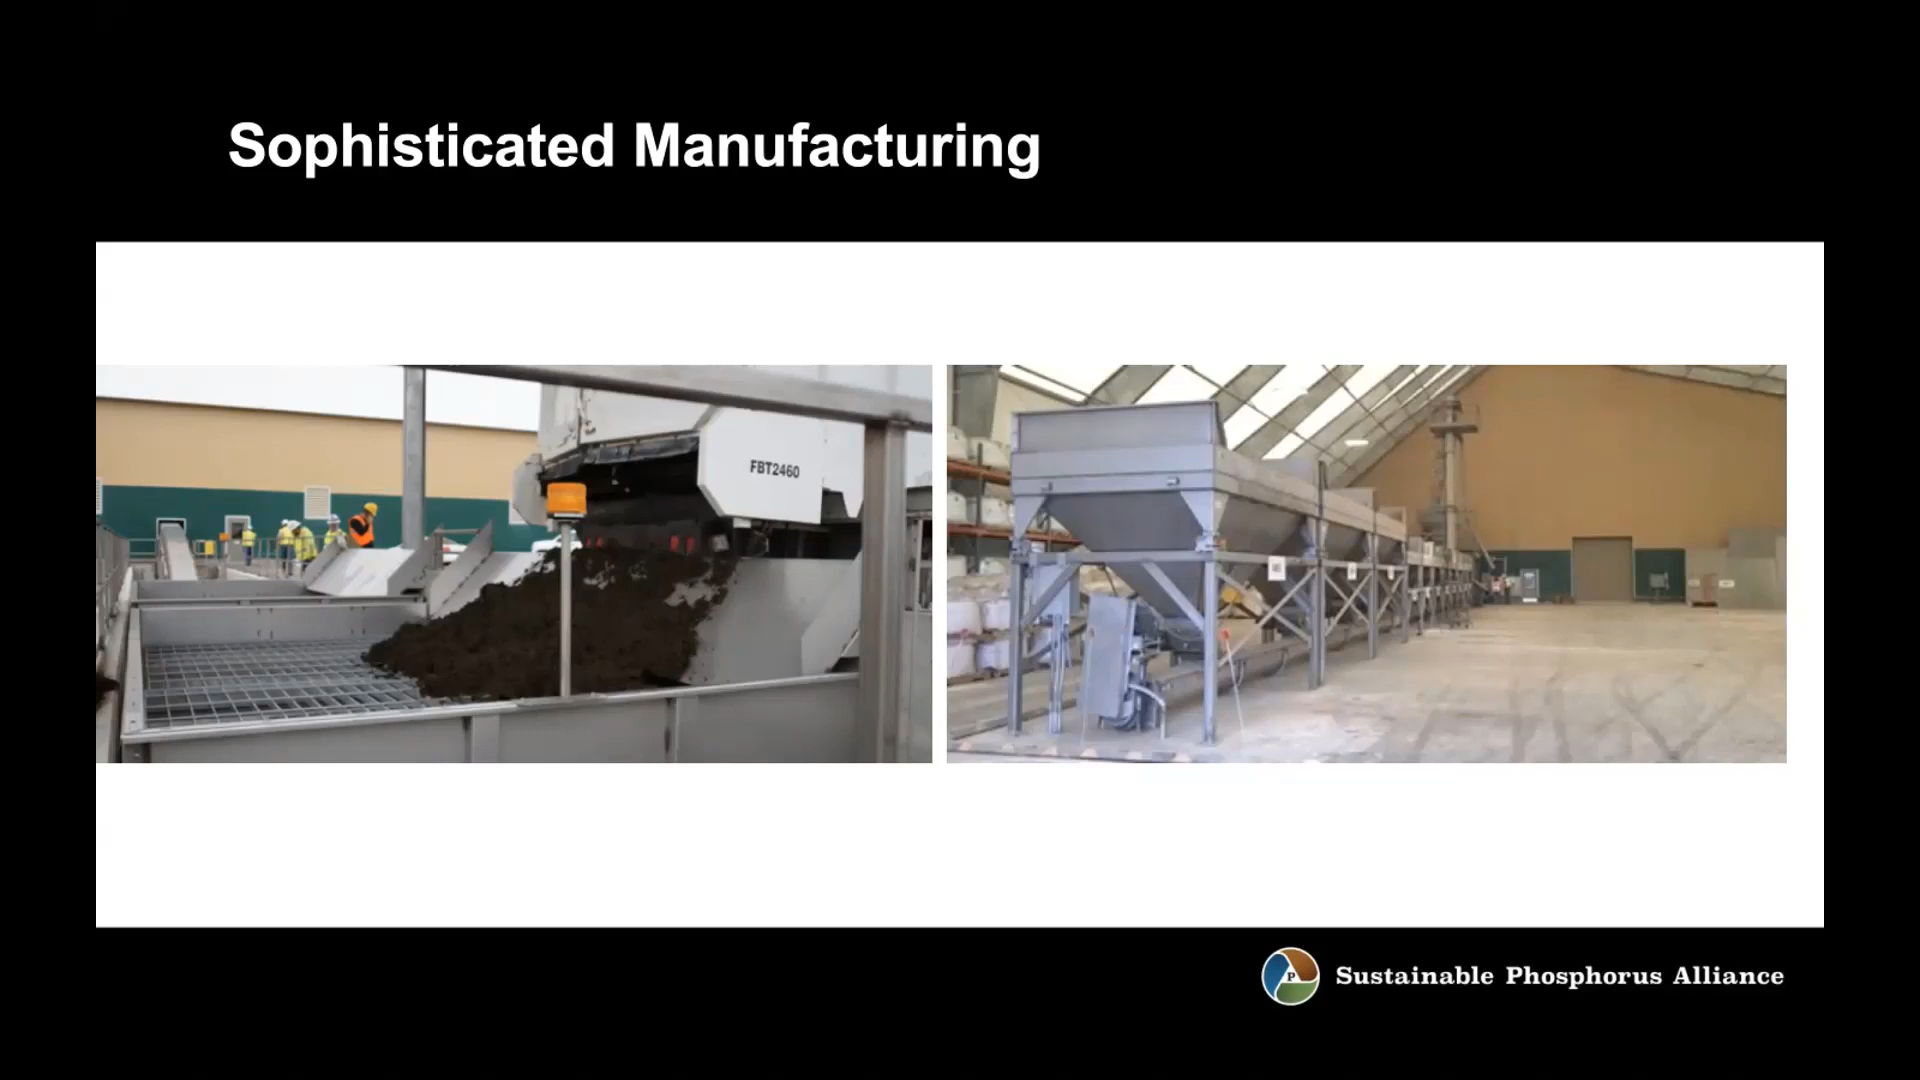 Sophisticated Manufacturing
FBT2460
P
Sustainable Phosphorus Alliance